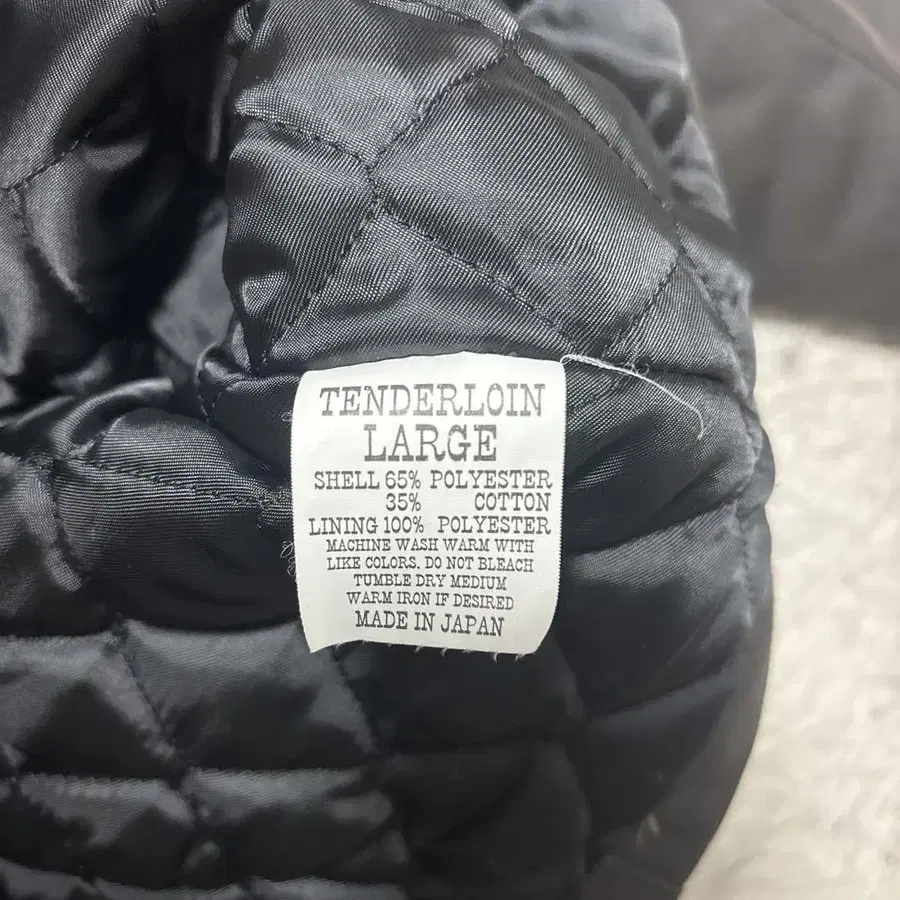 TENDERLOIN
LARGE
SHELL 65% POLYESTER
35% COTTON
LINING 100% POLYESTER
MACHINE WASH WARM WITH
LIKE COLORS. DO NOT BLEACH
TUMBLE DRY MEDIUM
WARM IRON IF DESIRED
MADE IN JAPAN